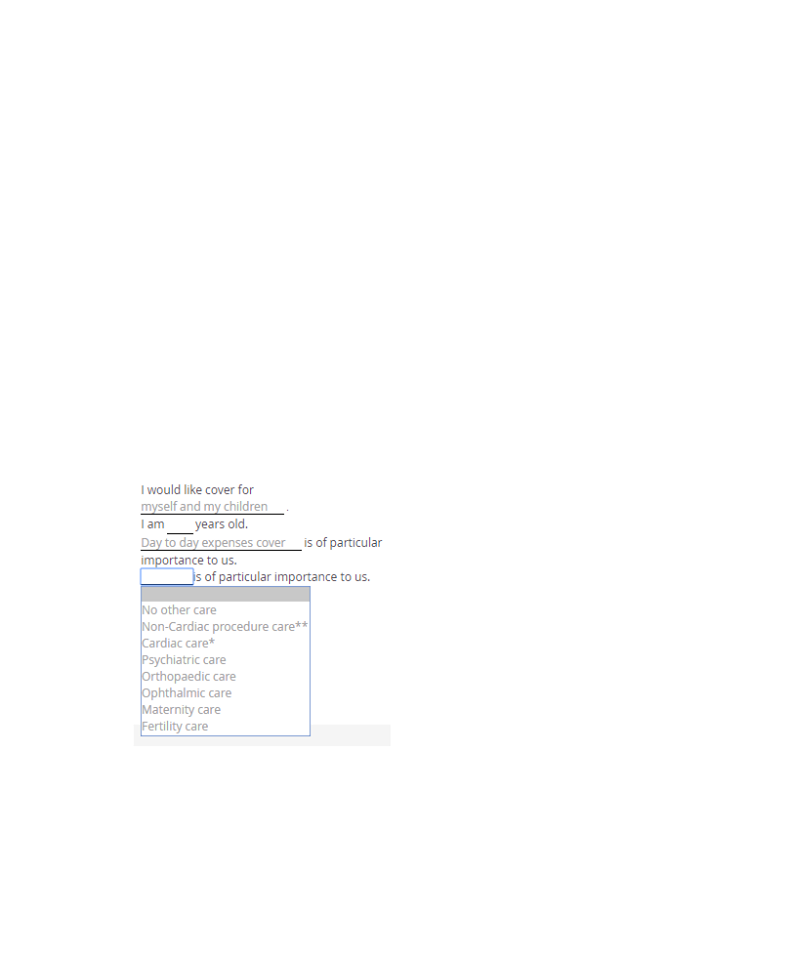 I would like cover for
myself and my children .
I am years old.
Day to day expenses cover is of particular
importance to us.
is of particular importance to us.
No other care
Non-Cardiac procedure care**
Cardiac care*
Psychiatric care
Orthopaedic care
Ophthalmic care
Maternity care
Fertility care